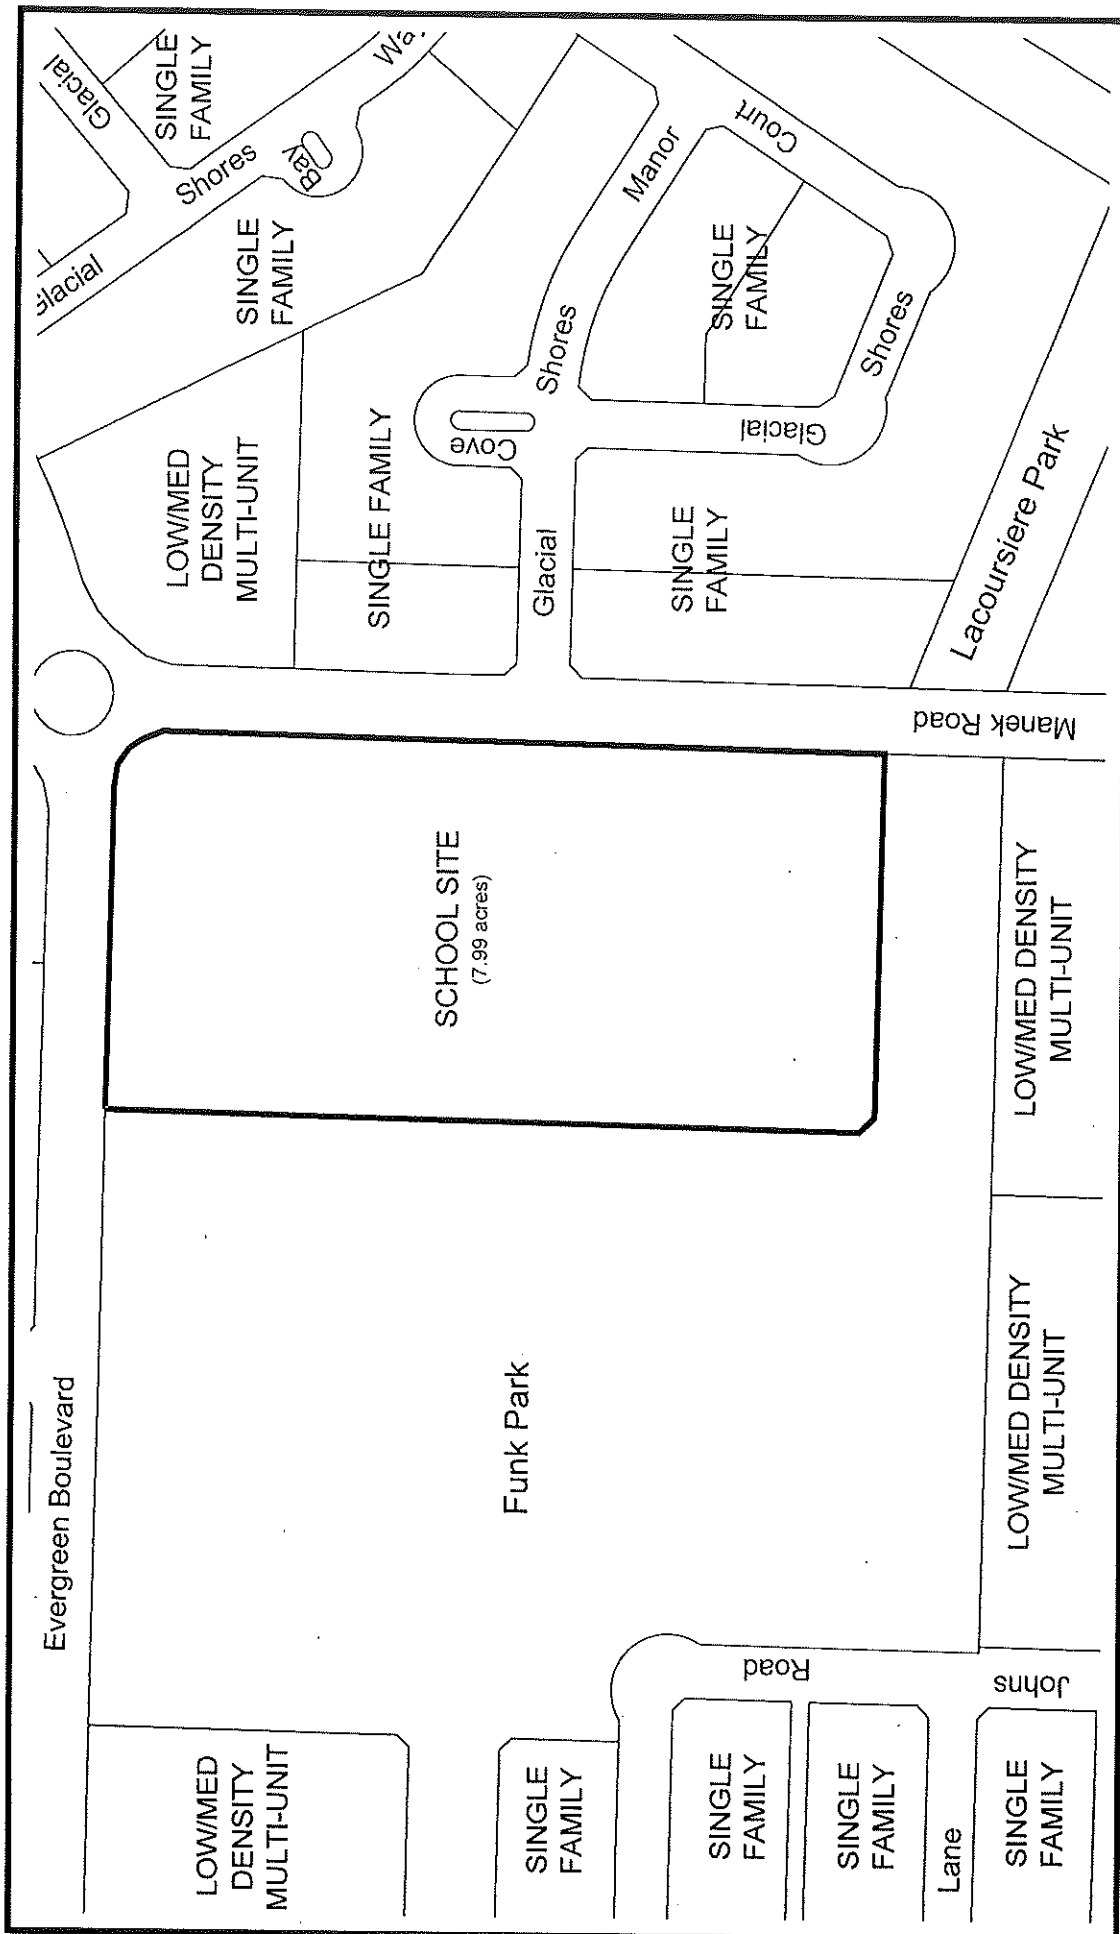 Evergreen Boulevard
LOW/MED
DENSITY
MULTI-UNIT
SINGLE
FAMILY
SINGLE
FAMILY
SINGLE
FAMILY
Lane
SINGLE
FAMILY
Johns
Road
Funk Park
SCHOOL SITE
(7.99 acres)
LOW/MED DENSITY
MULTI-UNIT
LOW/MED DENSITY
MULTI-UNIT
Manek Road
LOW/MED
DENSITY
MULTI-UNIT
SINGLE FAMILY
Glacial
Cove
Shores
Manor
SINGLE
FAMILY
Glacial
Shores
Court
SINGLE
FAMILY
Lacoursiere Park
SINGLE
FAMILY
Glacial
Shores
Bay
Way
Glacial
SINGLE
FAMILY